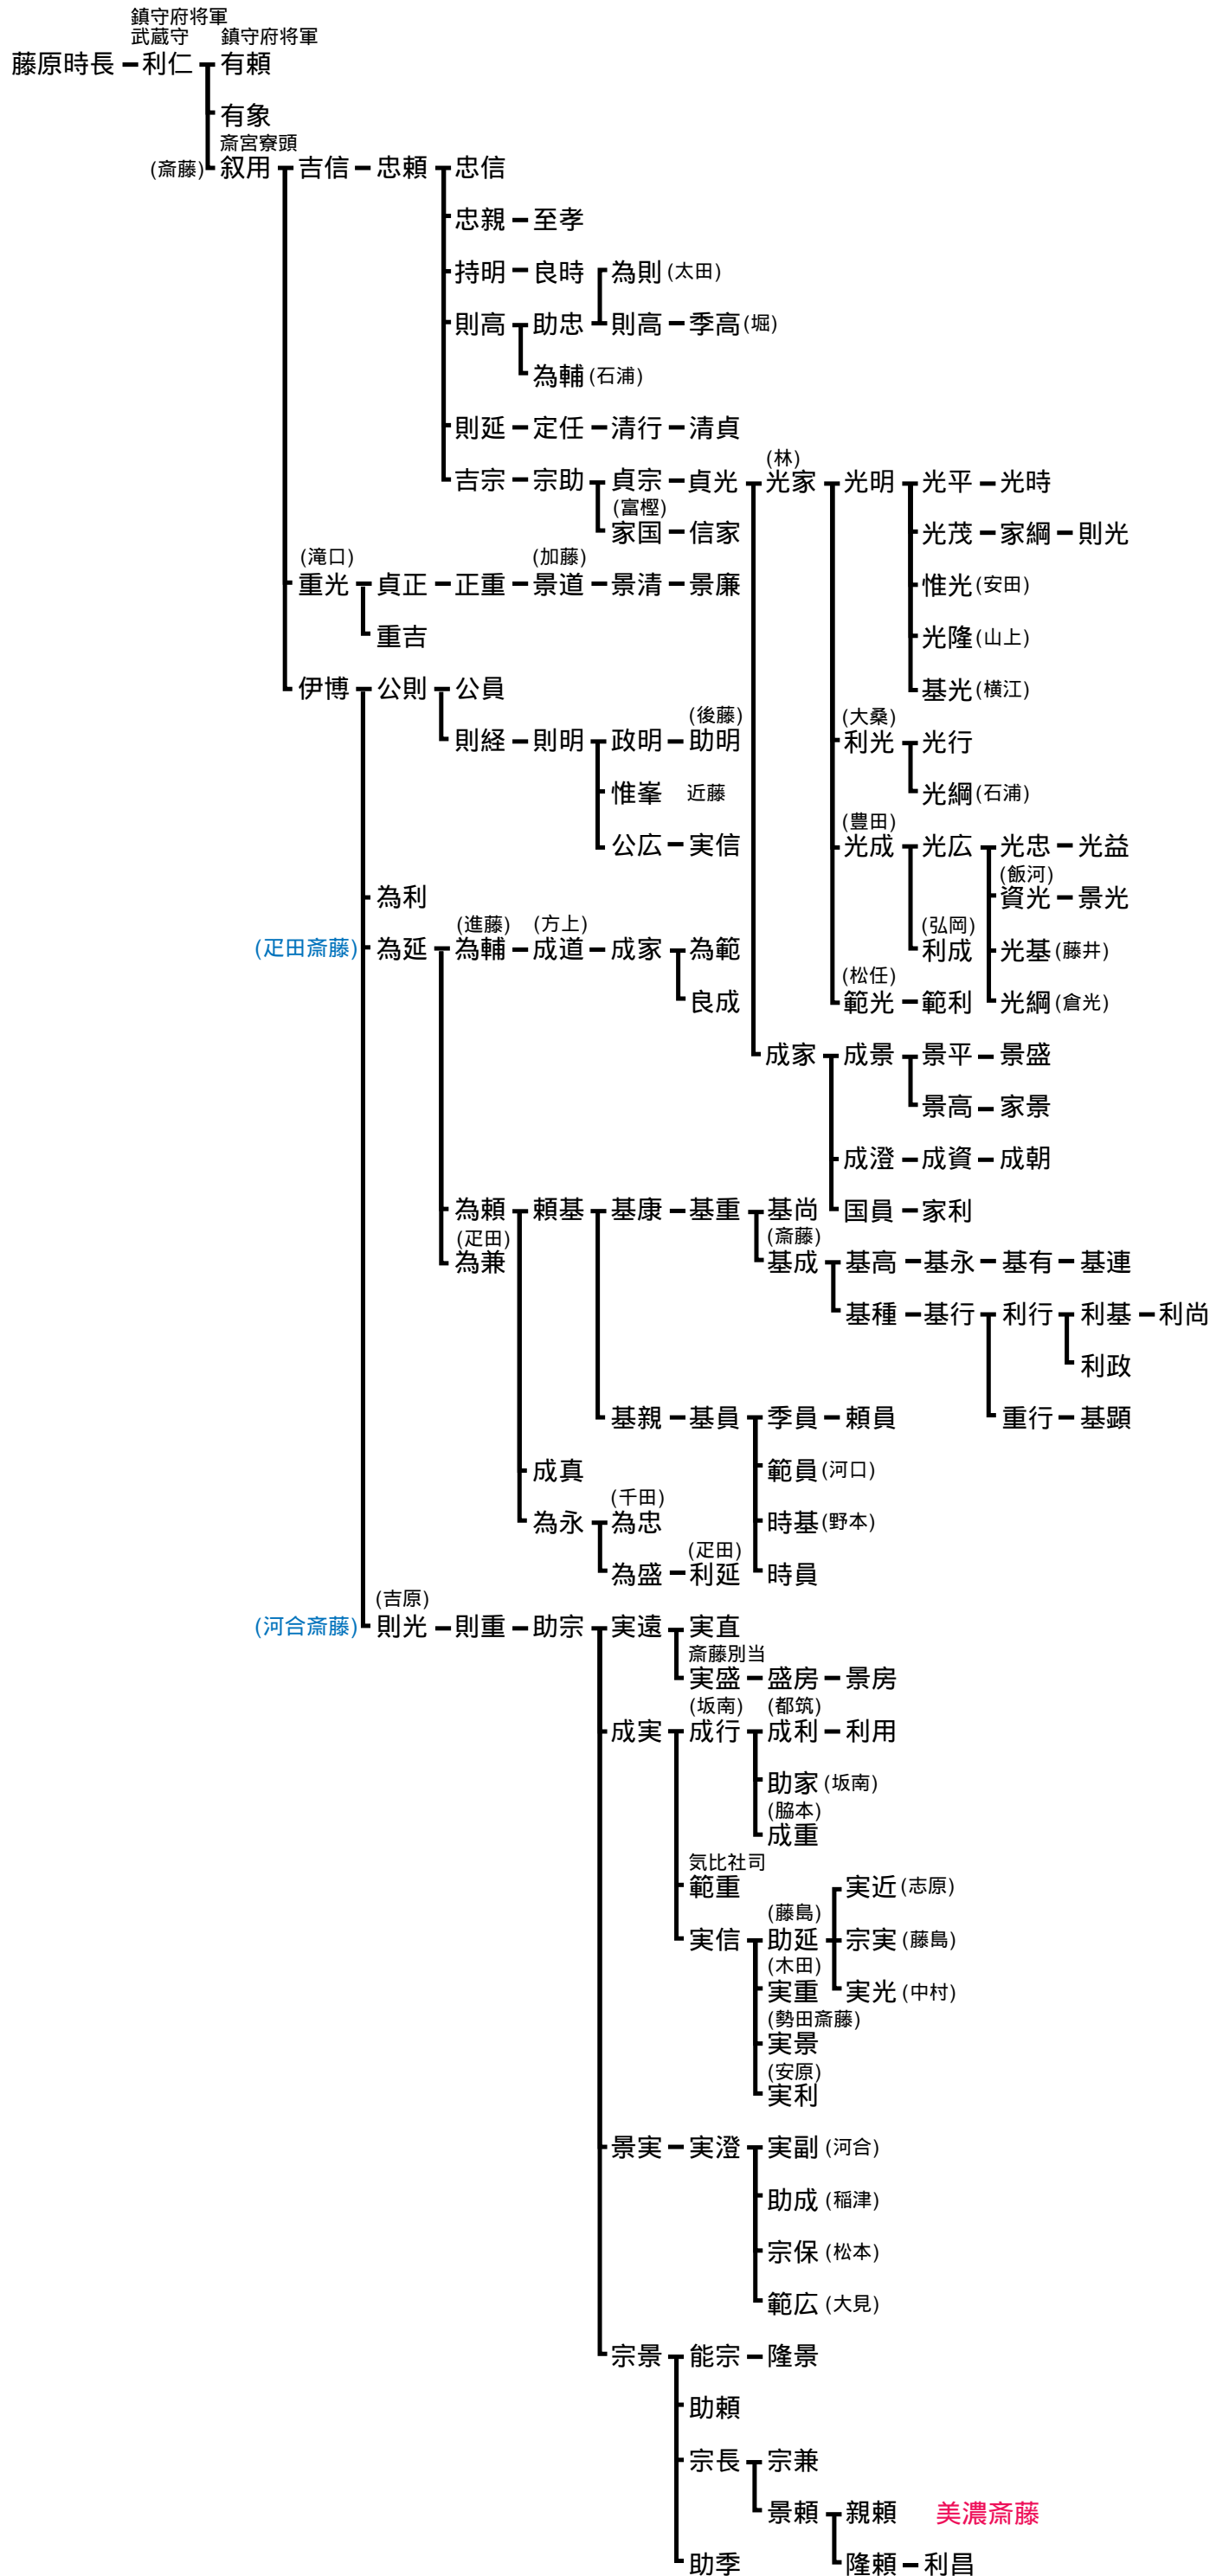 鎮守府将軍
武蔵守 鎮守府将軍
藤原時長 利仁 有頼
有象
斎宮寮頭
(斎藤) 叙用 吉信 忠頼 忠信
忠親 至孝
持明 良時 為則 (太田)
則高 助忠 則高 季高 (堀)
為輔 (石浦)
則延 定任 清行 清貞
(林)
吉宗 宗助 貞宗 貞光 光家 光明 光平 光時
(富樫)
家国 信家 光茂 家綱 則光
(滝口) (加藤)
重光 貞正 正重 景道 景清 景廉 惟光 (安田)
重吉 光隆 (山上)
伊博 公則 公員 基光 (横江)
(後藤) (大桑)
則経 則明 政明 助明 利光 光行
惟峯 近藤 光綱 (石浦)
(豊田)
公広 実信 光成 光広 光忠 光益
(飯河)
為利 資光 景光
(進藤) (方上) (弘岡)
(疋田斎藤) 為延 為輔 成道 成家 為範 利成 光基 (藤井)
(松任)
良成 範光 範利 光綱 (倉光)
成家 成景 景平 景盛
景高 家景
成澄 成資 成朝
為頼 頼基 基康 基重 基尚 国員 家利
(疋田) (斎藤)
為兼 基成 基高 基永 基有 基連
基種 基行 利行 利基 利尚
利政
基親 基員 季員 頼員 重行 基顕
成真 範員 (河口)
(千田)
為永 為忠 時基 (野本)
(疋田)
為盛 利延 時員
(吉原)
(河合斎藤) 則光 則重 助宗 実遠 実直
斎藤別当
実盛 盛房 景房
(坂南) (都筑)
成実 成行 成利 利用
助家 (坂南)
(脇本)
成重
気比社司
範重 実近 (志原)
(藤島)
実信 助延 宗実 (藤島)
(木田)
実重 実光 (中村)
(勢田斎藤)
実景
(安原)
実利
景実 実澄 実副 (河合)
助成 (稲津)
宗保 (松本)
範広 (大見)
宗景 能宗 隆景
助頼
宗長 宗兼
景頼 親頼 美濃斎藤
助季 隆頼 利昌